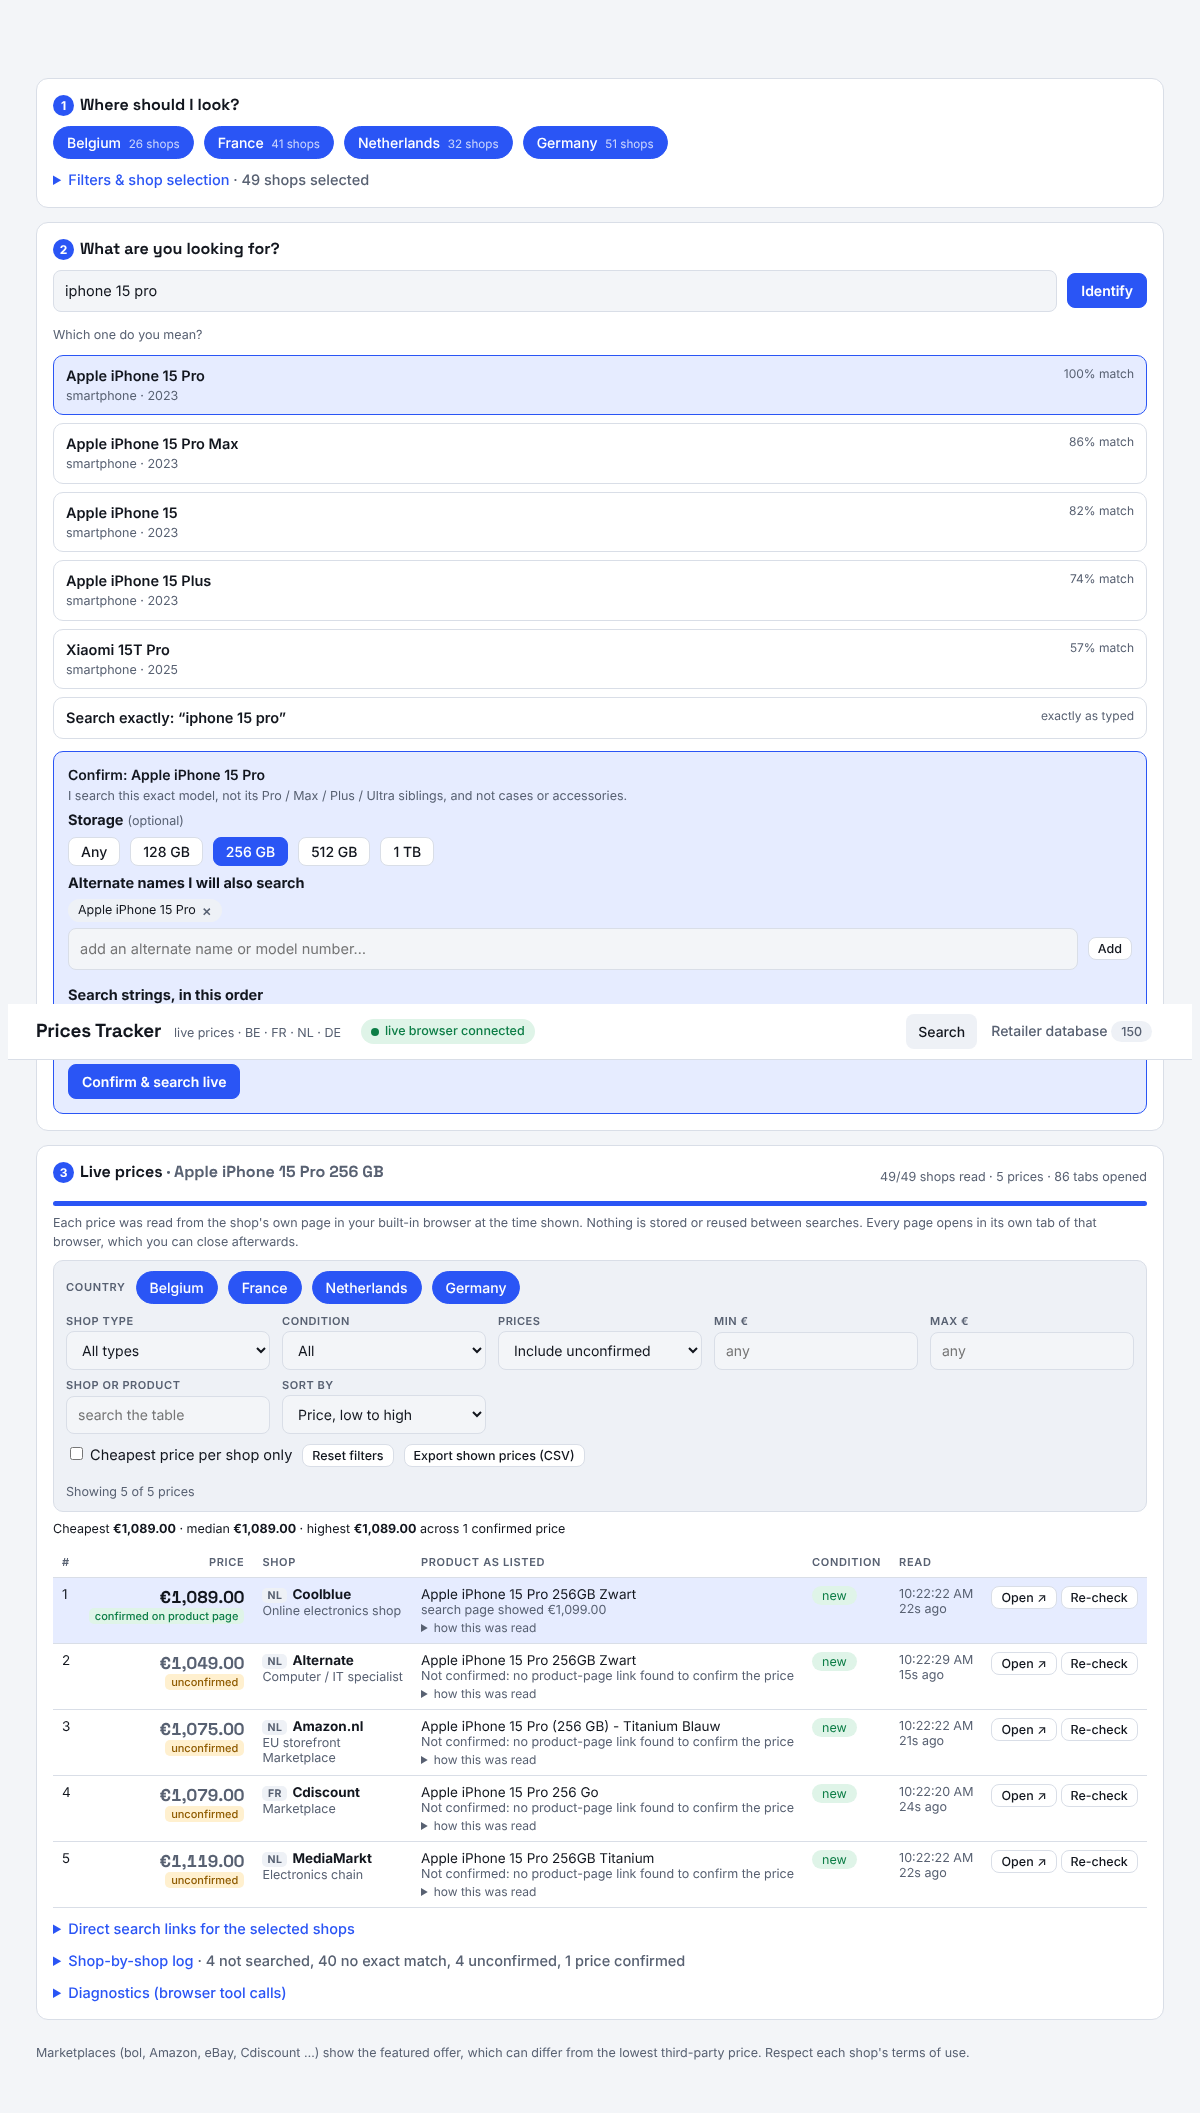 1 Where should I look?
Belgium 26 shops France 41 shops Netherlands 32 shops Germany 51 shops
▶ Filters & shop selection · 49 shops selected
2 What are you looking for?
iphone 15 pro Identify
Which one do you mean?
Apple iPhone 15 Pro 100% match
smartphone · 2023
Apple iPhone 15 Pro Max 86% match
smartphone · 2023
Apple iPhone 15 82% match
smartphone · 2023
Apple iPhone 15 Plus 74% match
smartphone · 2023
Xiaomi 15T Pro 57% match
smartphone · 2025
Search exactly: “iphone 15 pro” exactly as typed
Confirm: Apple iPhone 15 Pro
I search this exact model, not its Pro / Max / Plus / Ultra siblings, and not cases or accessories.
Storage (optional)
Any 128 GB 256 GB 512 GB 1 TB
Alternate names I will also search
Apple iPhone 15 Pro ×
add an alternate name or model number... Add
Search strings, in this order
Prices Tracker live prices · BE · FR · NL · DE live browser connected Search Retailer database 150
Confirm & search live
3 Live prices · Apple iPhone 15 Pro 256 GB 49/49 shops read · 5 prices · 86 tabs opened
Each price was read from the shop's own page in your built-in browser at the time shown. Nothing is stored or reused between searches. Every page opens in its own tab of that
browser, which you can close afterwards.
COUNTRY Belgium France Netherlands Germany
SHOP TYPE CONDITION PRICES MIN € MAX €
All types All Include unconfirmed any any
SHOP OR PRODUCT SORT BY
search the table Price, low to high
Cheapest price per shop only Reset filters Export shown prices (CSV)
Showing 5 of 5 prices
Cheapest €1,089.00 · median €1,089.00 · highest €1,089.00 across 1 confirmed price
# PRICE SHOP PRODUCT AS LISTED CONDITION READ
1 €1,089.00 NL Coolblue Apple iPhone 15 Pro 256GB Zwart new 10:22:22 AM Open ↗ Re-check
confirmed on product page Online electronics shop search page showed €1,099.00 22s ago
▶ how this was read
2 €1,049.00 NL Alternate Apple iPhone 15 Pro 256GB Zwart new 10:22:29 AM Open ↗ Re-check
unconfirmed Computer / IT specialist Not confirmed: no product-page link found to confirm the price 15s ago
▶ how this was read
3 €1,075.00 NL Amazon.nl Apple iPhone 15 Pro (256 GB) - Titanium Blauw new 10:22:22 AM Open ↗ Re-check
unconfirmed EU storefront Not confirmed: no product-page link found to confirm the price 21s ago
Marketplace ▶ how this was read
4 €1,079.00 FR Cdiscount Apple iPhone 15 Pro 256 Go new 10:22:20 AM Open ↗ Re-check
unconfirmed Marketplace Not confirmed: no product-page link found to confirm the price 24s ago
▶ how this was read
5 €1,119.00 NL MediaMarkt Apple iPhone 15 Pro 256GB Titanium new 10:22:22 AM Open ↗ Re-check
unconfirmed Electronics chain Not confirmed: no product-page link found to confirm the price 22s ago
▶ how this was read
▶ Direct search links for the selected shops
▶ Shop-by-shop log · 4 not searched, 40 no exact match, 4 unconfirmed, 1 price confirmed
▶ Diagnostics (browser tool calls)
Marketplaces (bol, Amazon, eBay, Cdiscount ...) show the featured offer, which can differ from the lowest third-party price. Respect each shop's terms of use.